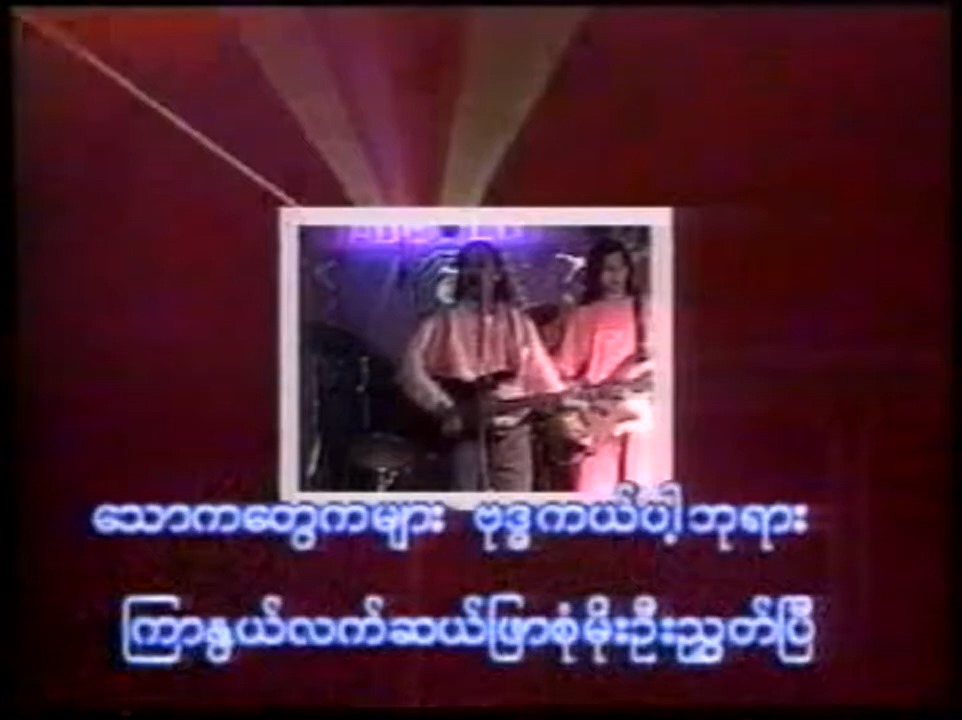 သောကတွေကများ ဗုဒ္ဓကယ်ပါ့ဘုရား
ကြာနွယ်လက်ဆယ်ဖြာစုံမိုးဦးညွှတ်ပြီ